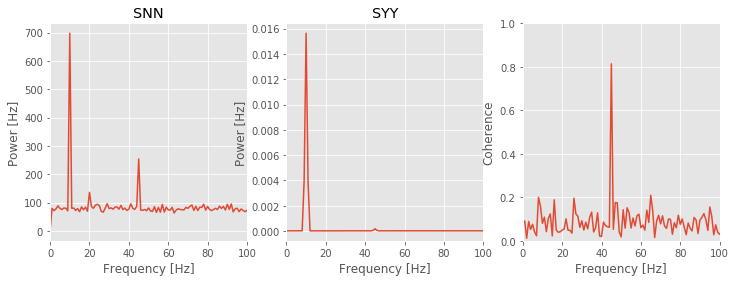 SNN
Power [Hz]
700
600
500
400
300
200
100
0
0 20 40 60 80 100
Frequency [Hz]
SYY
Power [Hz]
0.016
0.014
0.012
0.010
0.008
0.006
0.004
0.002
0.000
0 20 40 60 80 100
Frequency [Hz]
Coherence
1.0
0.8
0.6
0.4
0.2
0.0
0 20 40 60 80 100
Frequency [Hz]